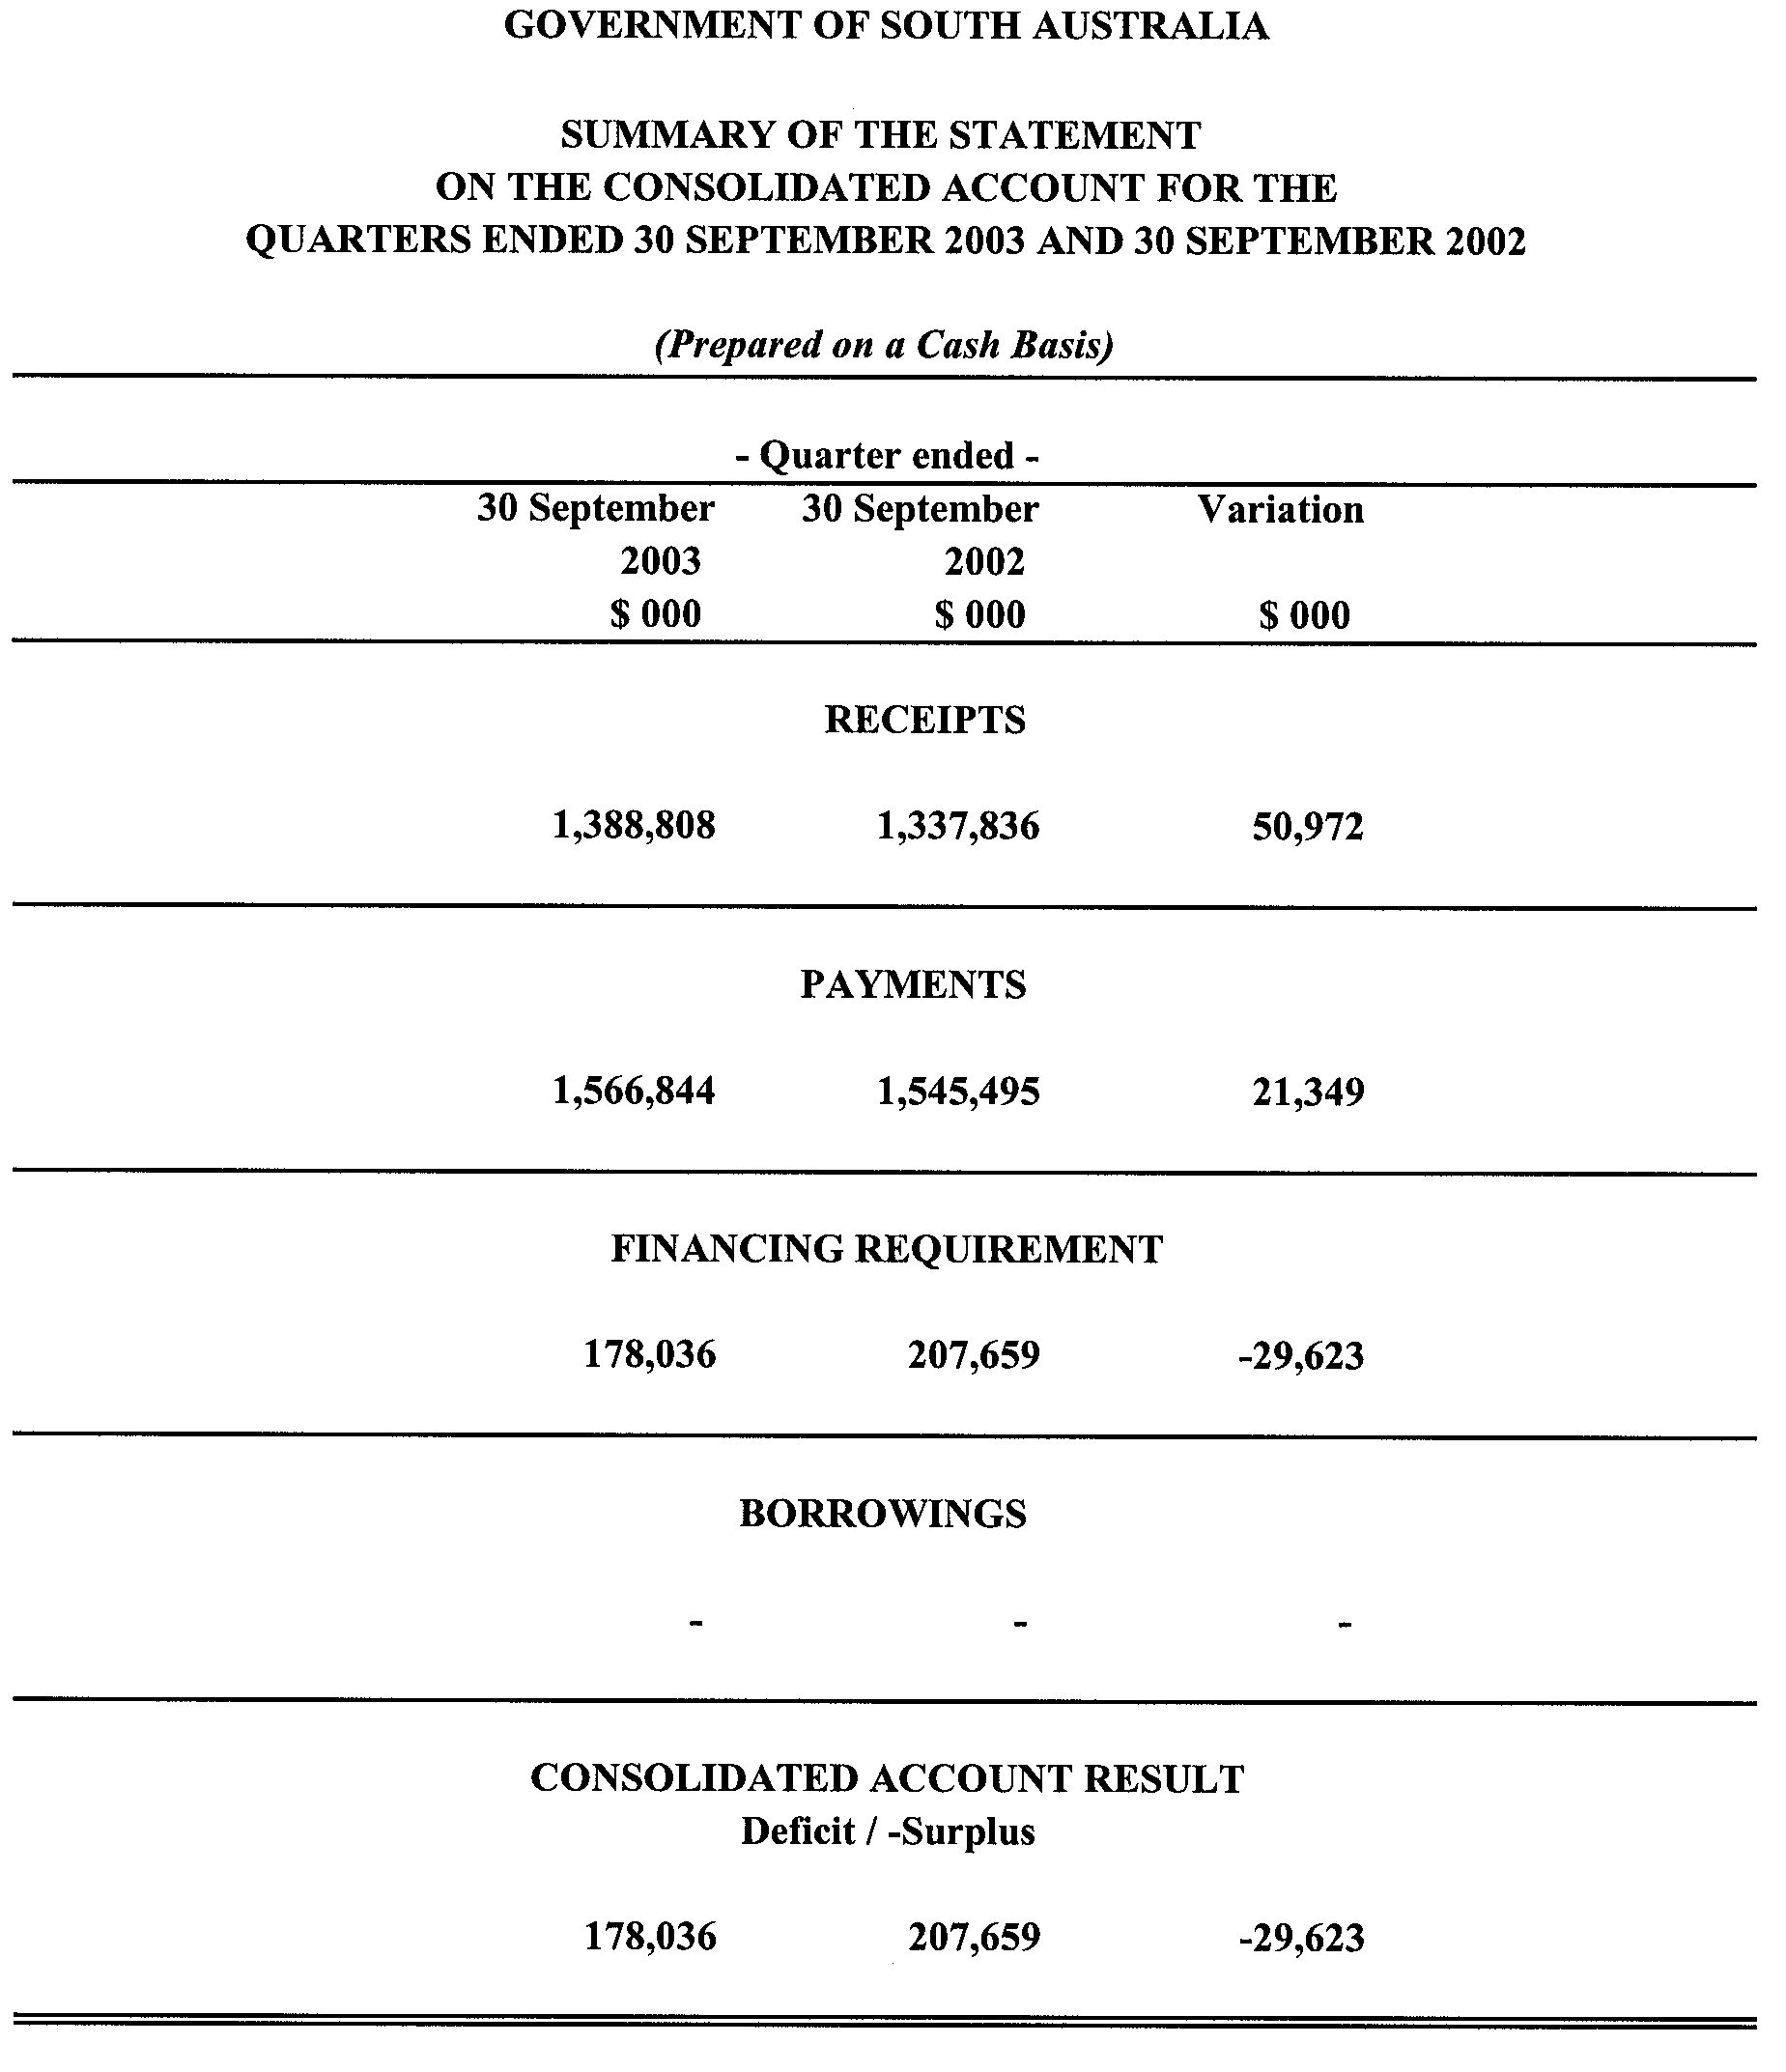 GOVERNMENT OF SOUTH AUSTRALIA
SUMMARY OF THE STATEMENT
ON THE CONSOLIDATED ACCOUNT FOR THE
QUARTERS ENDED 30 SEPTEMBER 2003 AND 30 SEPTEMBER 2002
(Prepared on a Cash Basis)
- Quarter ended -
30 September 30 September Variation
2003 2002
$ 000 $ 000 $ 000
RECEIPTS
1,388,808 1,337,836 50,972
PAYMENTS
1,566,844 1,545,495 21,349
FINANCING REQUIREMENT
178,036 207,659 -29,623
BORROWINGS
- - -
CONSOLIDATED ACCOUNT RESULT
Deficit / -Surplus
178,036 207,659 -29,623